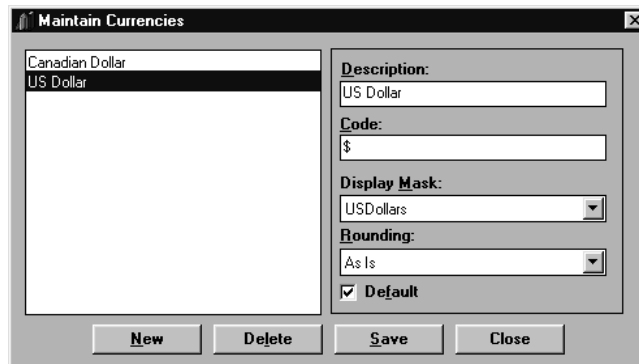 Maintain Currencies
Canadian Dollar
US Dollar
Description:
US Dollar
Code:
$
Display Mask:
USDollars
Rounding:
As Is
Default
New Delete Save Close